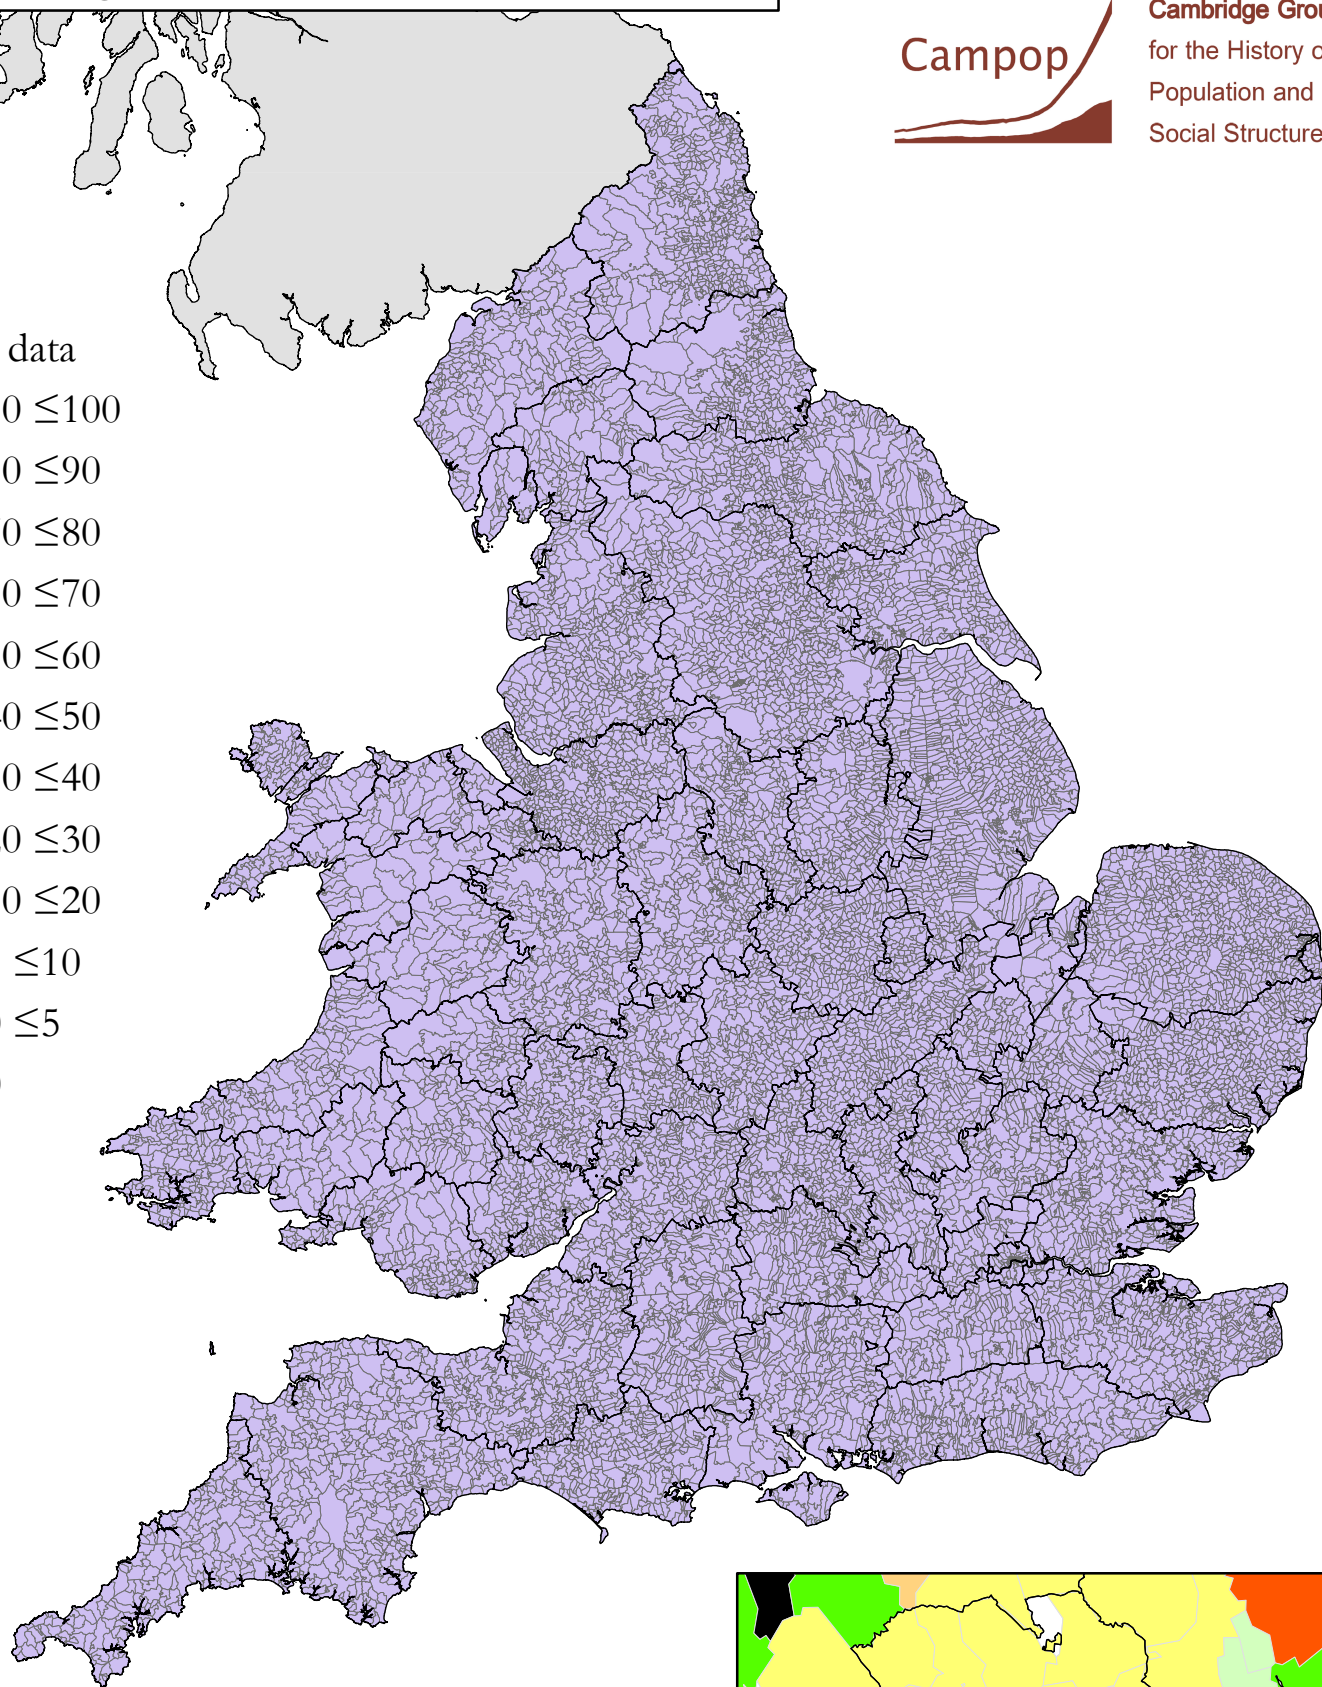 Campop
Cambridge Grou
for the History o
Population and
Social Structure
data
0 ≤100
0 ≤90
0 ≤80
0 ≤70
0 ≤60
0 ≤50
0 ≤40
0 ≤30
0 ≤20
≤10
≤5